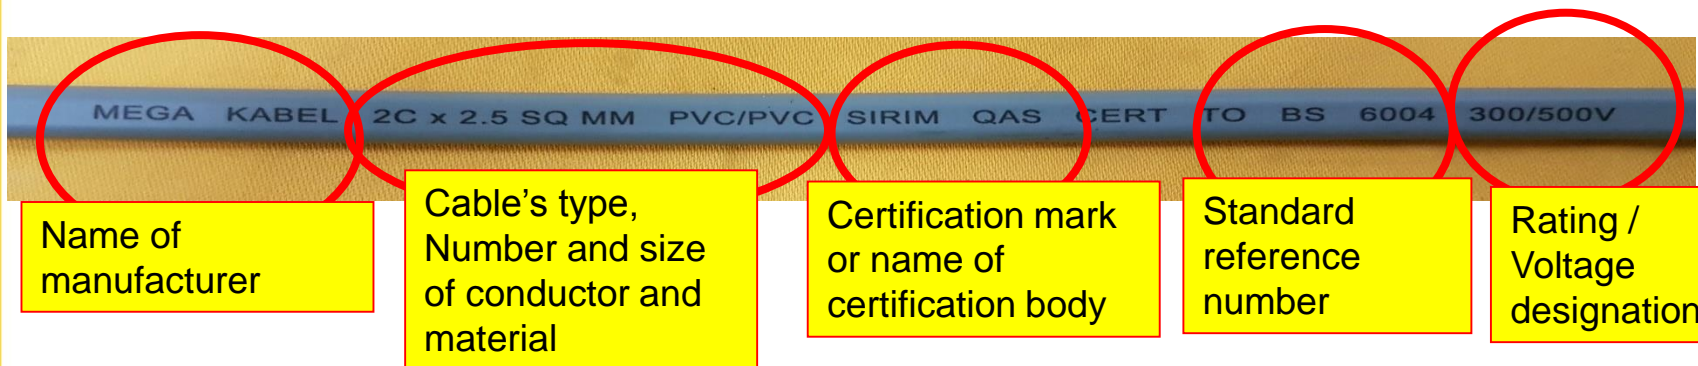 MEGA KABEL 2C x 2.5 SQ MM PVC/PVC SIRIM QAS CERT TO BS 6004 300/500V
Name of
manufacturer
Cable’s type,
Number and size
of conductor and
material
Certification mark
or name of
certification body
Standard
reference
number
Rating /
Voltage
designation